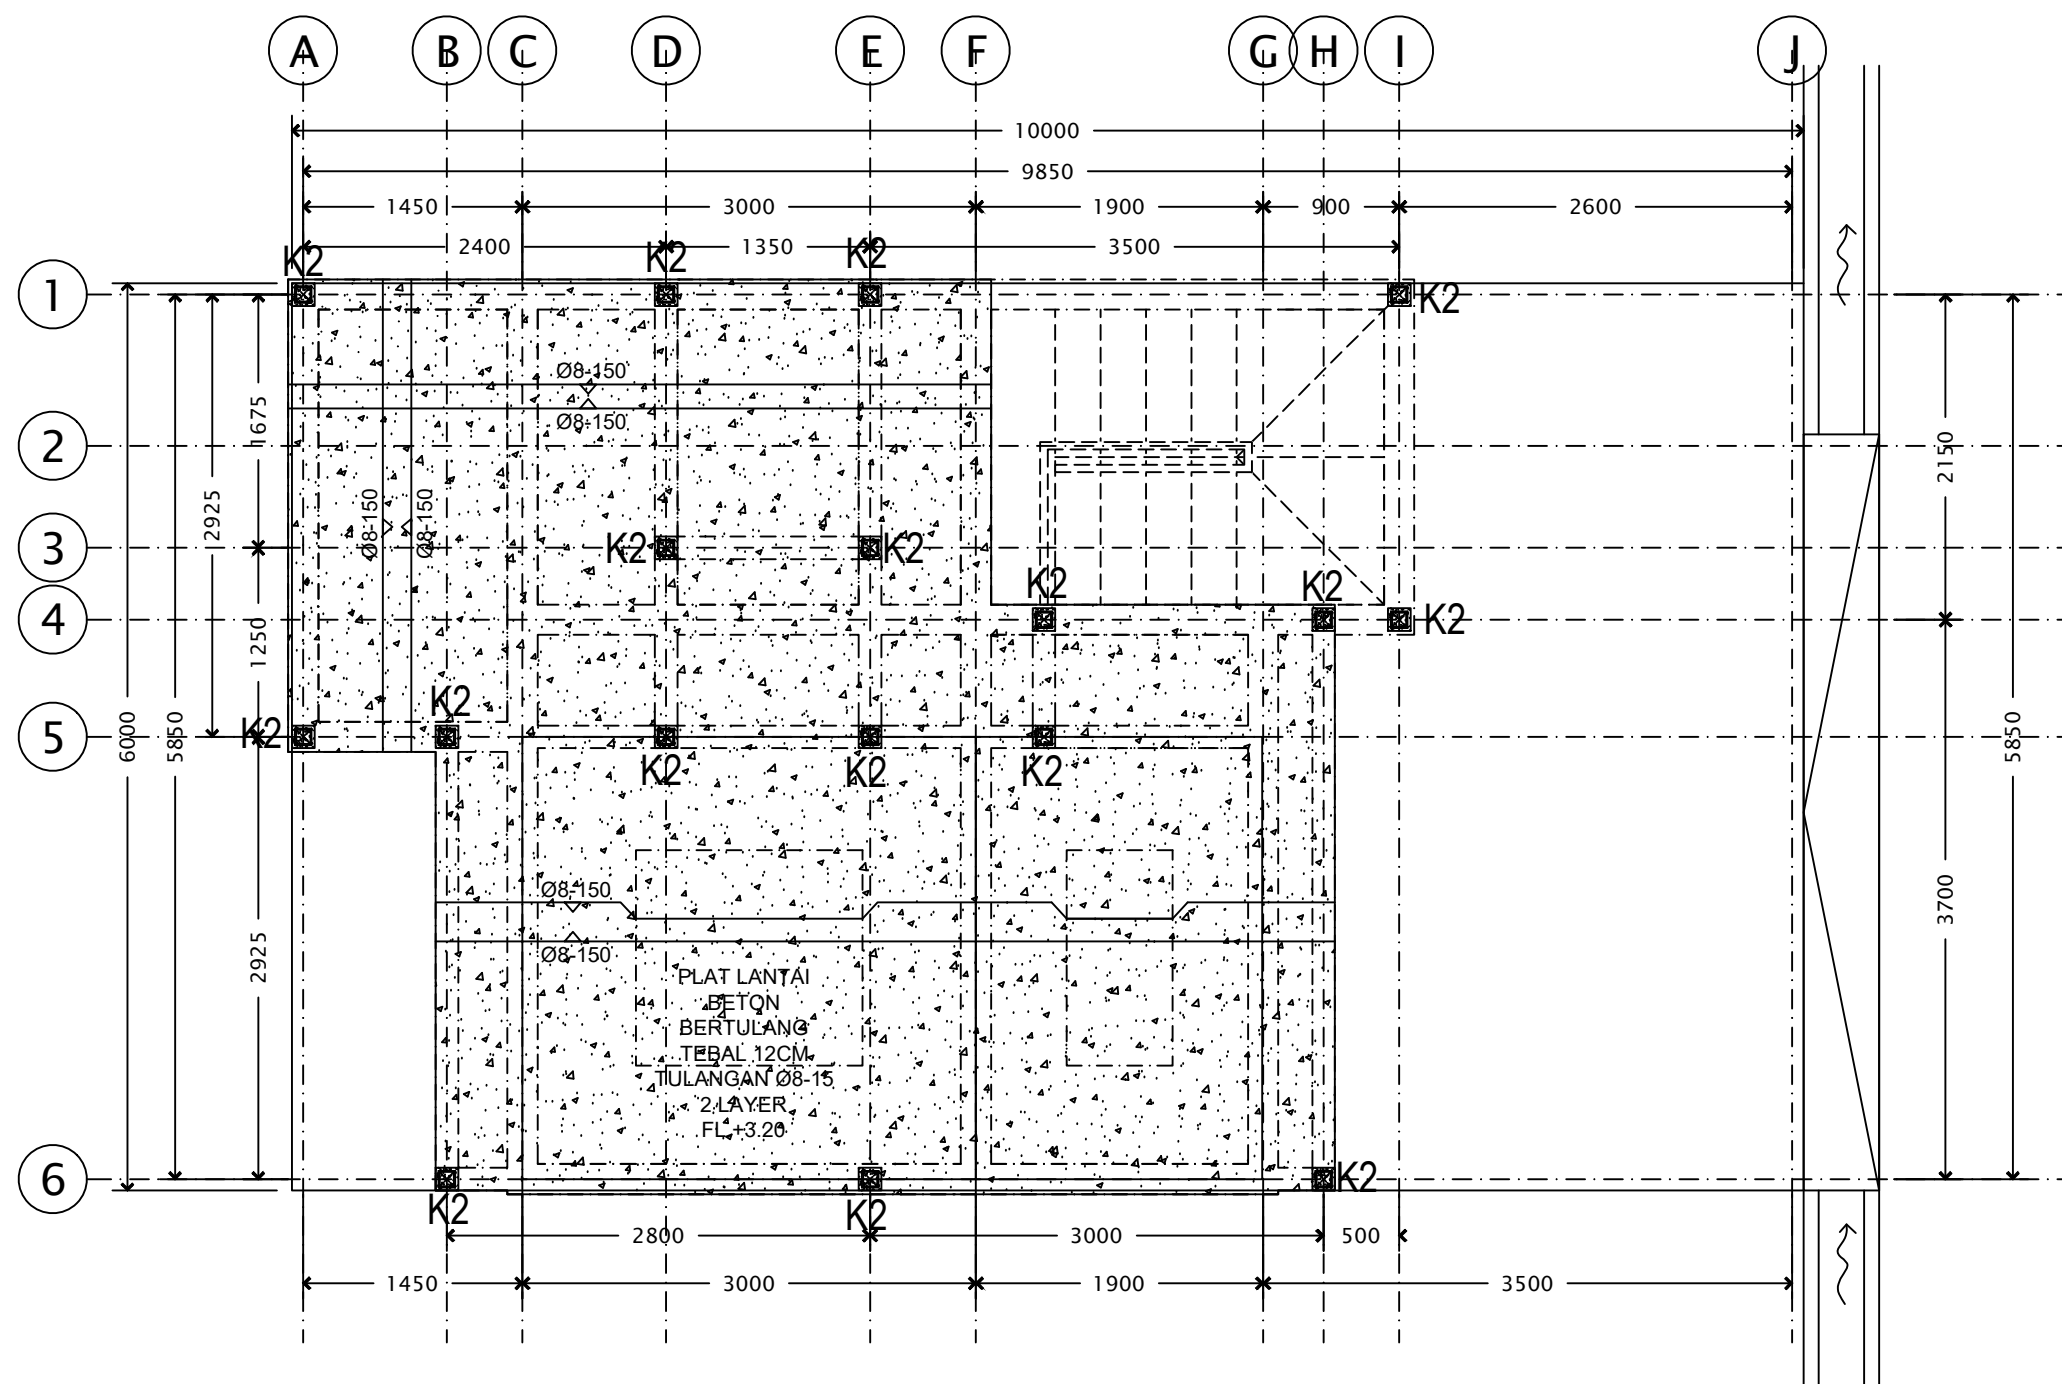 A B C D E F G H I J
10000
9850
1450 3000 1900 900 2600
2400 1350 3500
K2 K2 K2
1
K2
Ø8-150
1675
Ø8-150
2
2150
2925
Ø8-150
Ø8-150
3
K2 K2
K2 K2
4
K2
1250
K2
5
K2
6000
5850
5850
K2 K2 K2
Ø8-150
3700
2925
Ø8-150
PLAT LANTAI
BETON
BERTULANG
TEBAL 12CM
TULANGAN Ø8-15
2 LAYER
FL +3.20
6
K2
K2 K2
2800 3000 500
1450 3000 1900 3500